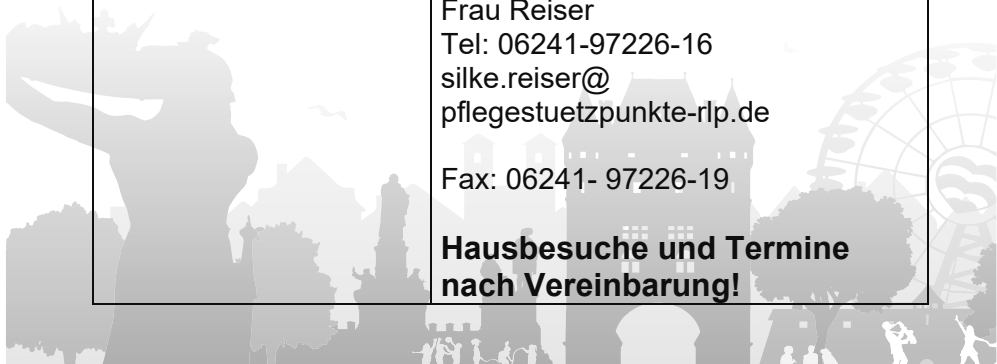 Frau Reiser
Tel: 06241-97226-16
silke.reiser@
pflegestuetzpunkte-rlp.de
Fax: 06241- 97226-19
Hausbesuche und Termine
nach Vereinbarung!